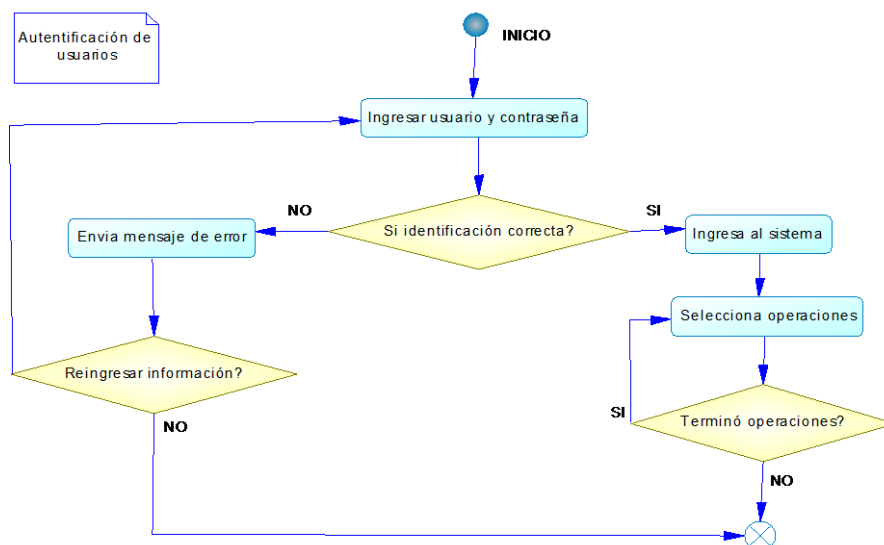 Autentificación de
usuarios
INICIO
Ingresar usuario y contraseña
NO
SI
Envia mensaje de error
Si identificación correcta?
Ingresa al sistema
Selecciona operaciones
Reingresar información?
SI
Terminó operaciones?
NO
NO